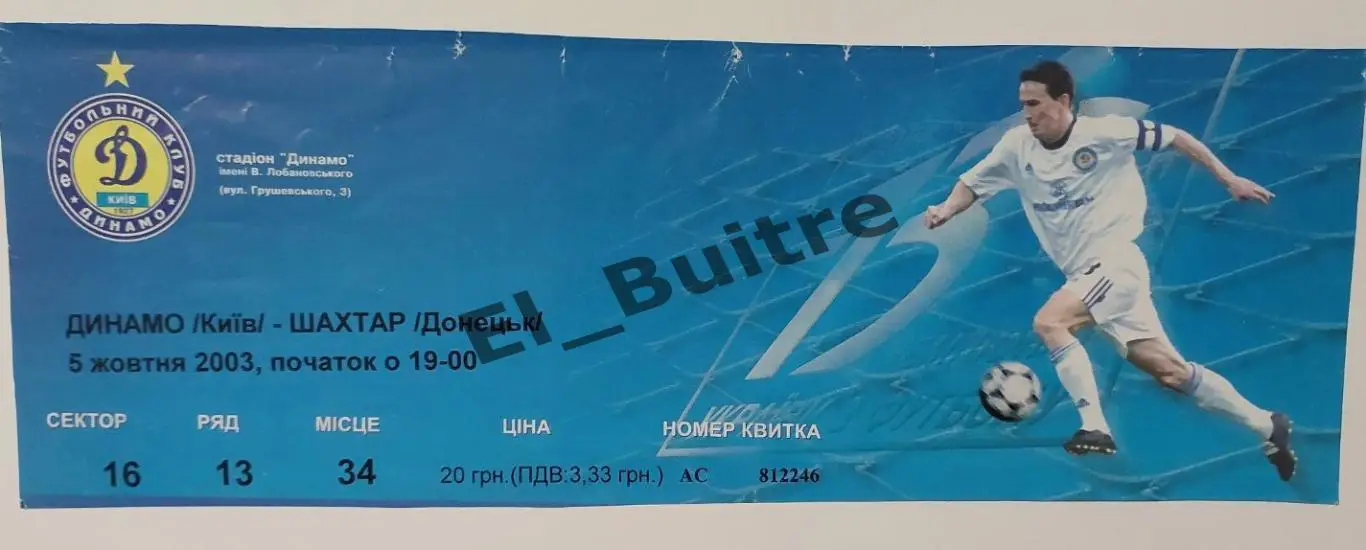 ФУТБОЛЬНИЙ КЛУБ
Д
КИЇВ
1927
ДИНАМО
стадіон "Динамо"
імені В. Лобановського
(вул. Грушевського, 3)
El_Buitre
ДИНАМО /Київ/ - ШАХТАР /Донецьк/
5 жовтня 2003, початок о 19-00
СЕКТОР РЯД МІСЦЕ ЦІНА НОМЕР КВИТКА
16 13 34 20 грн.(ПДВ:3,33 грн.) АС 812246